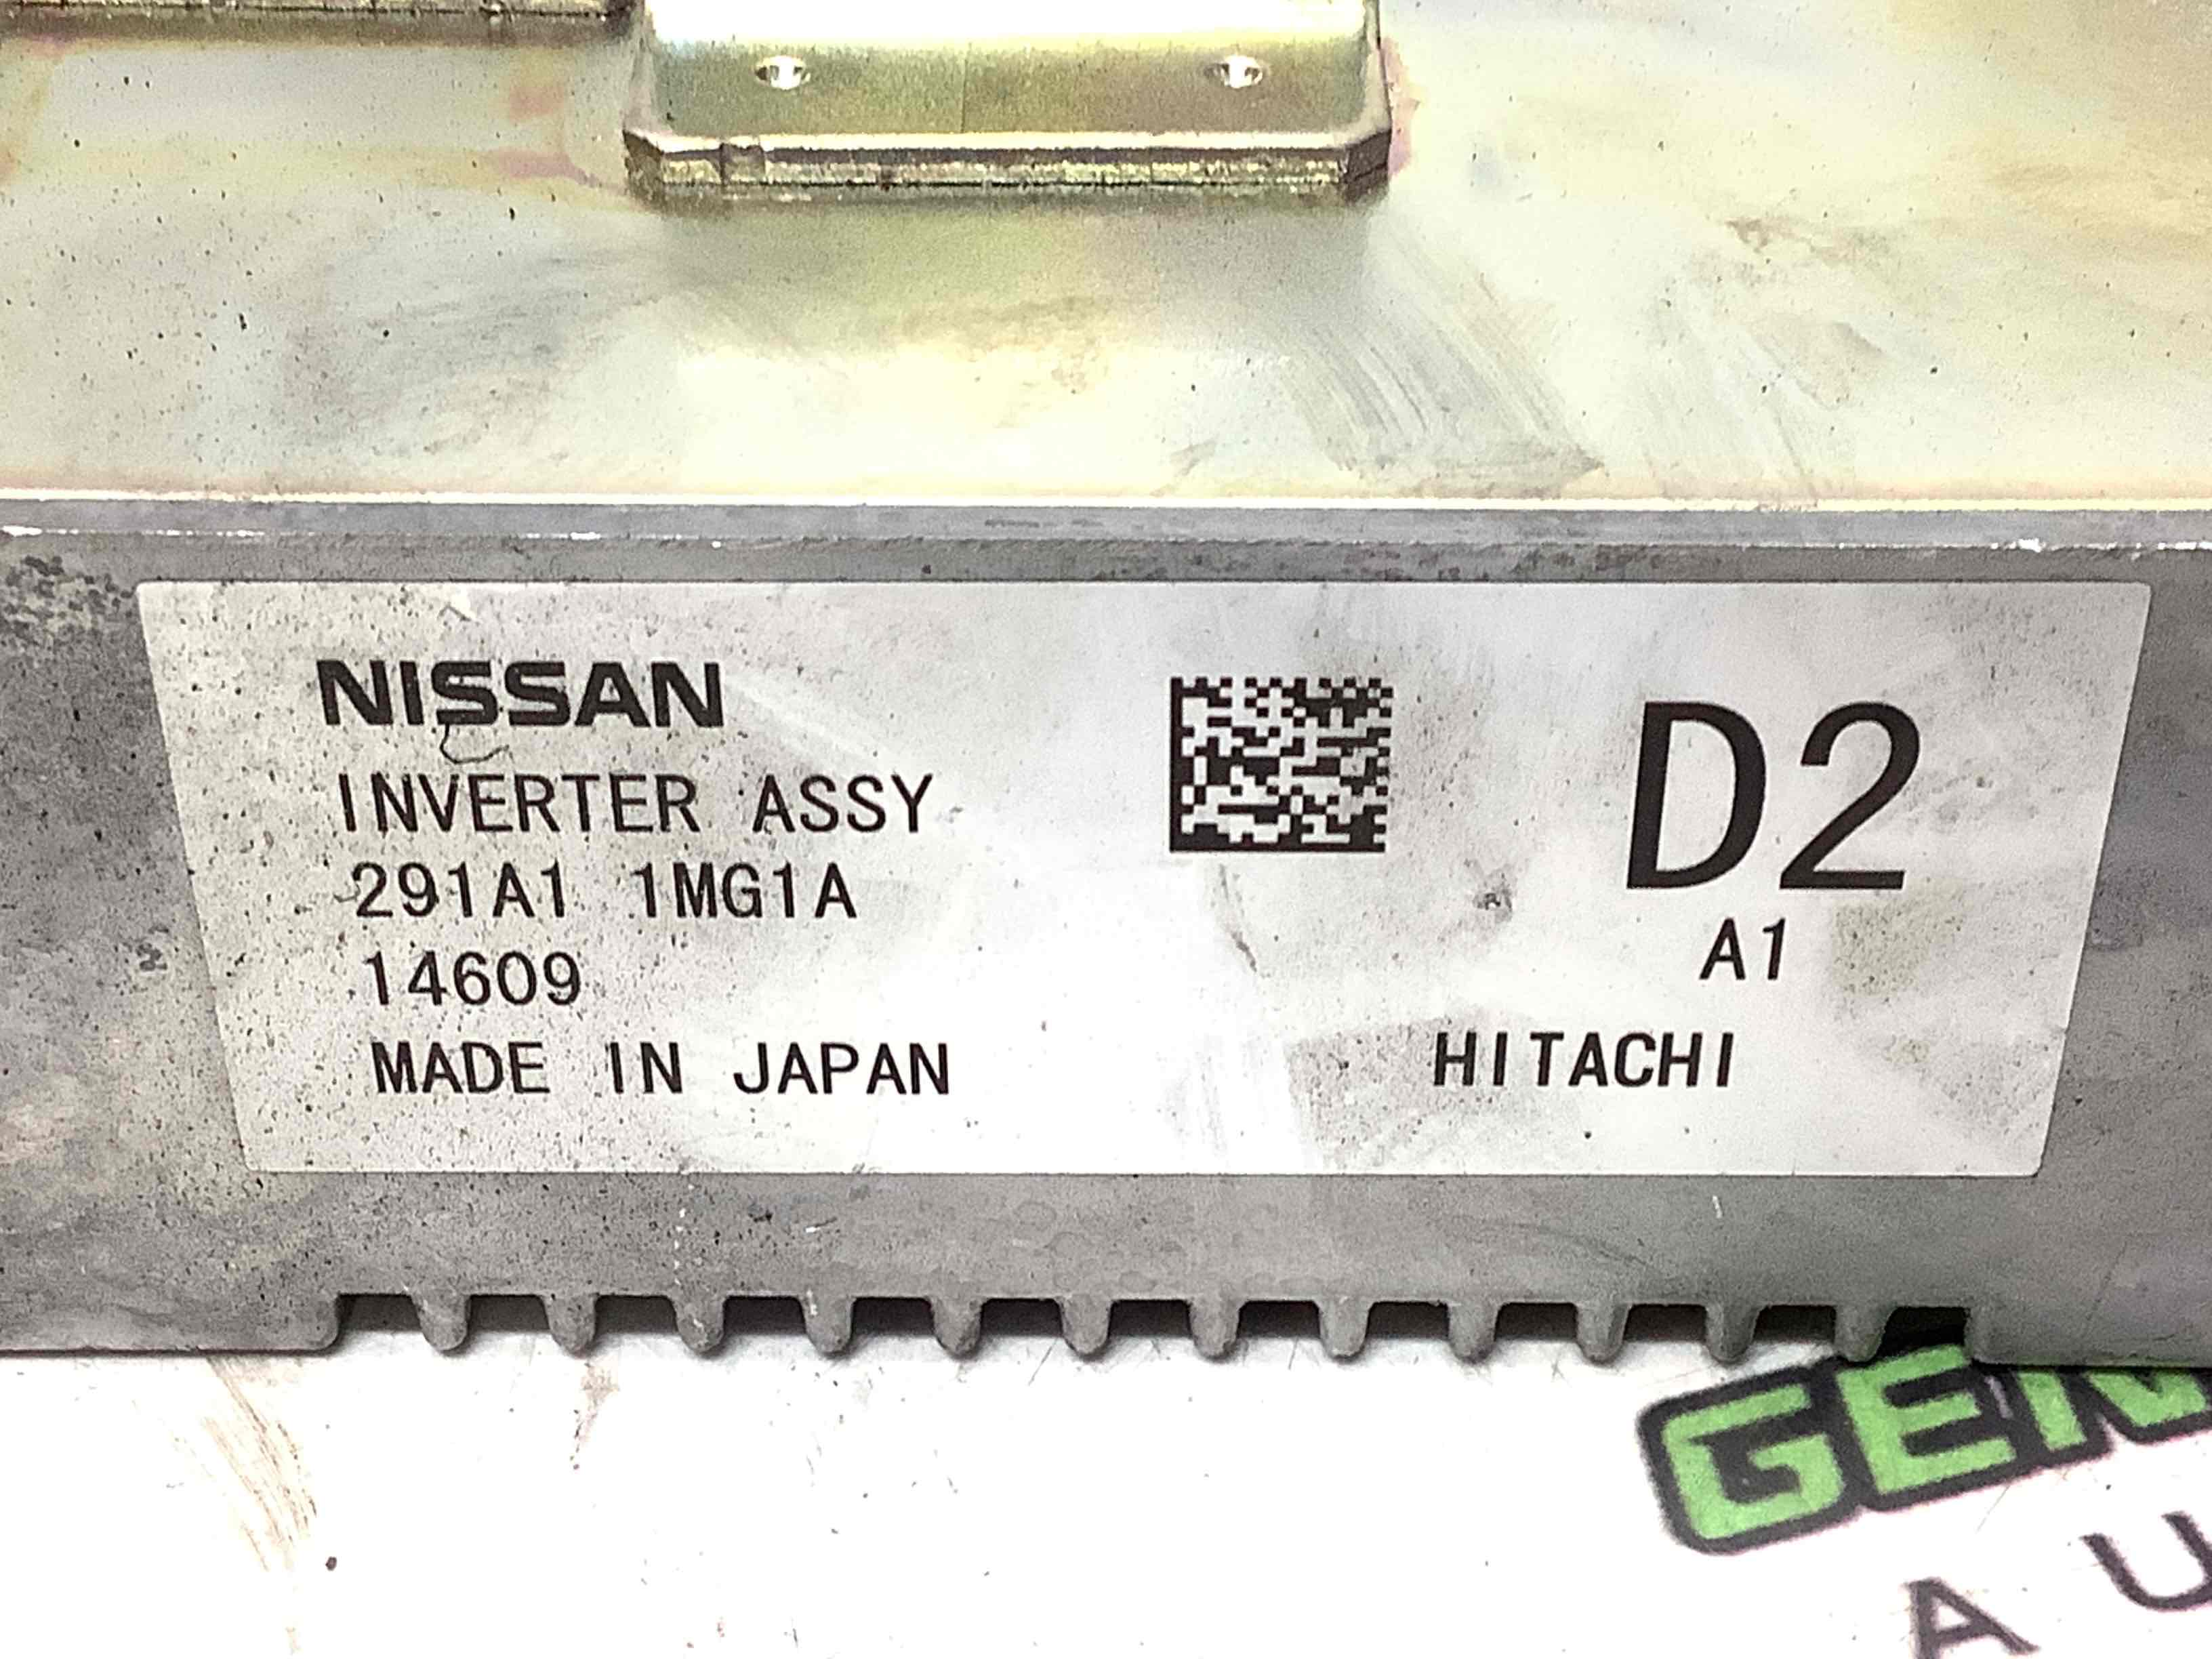 NISSAN
INVERTER ASSY
291A1 1MG1A
14609
MADE IN JAPAN
D2
A1
HITACHI